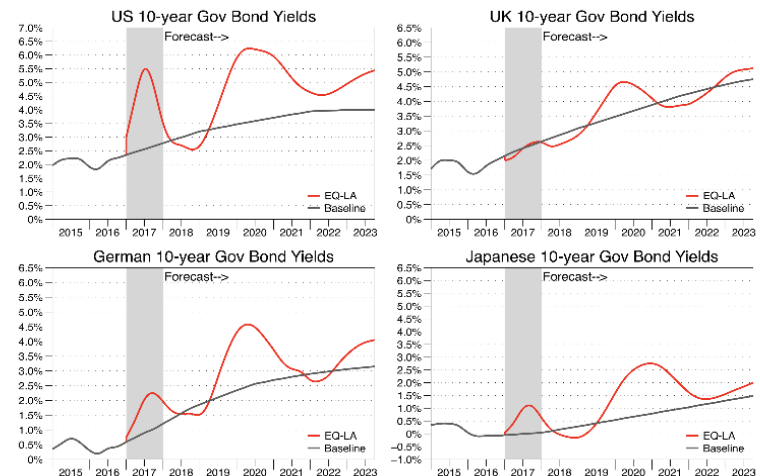 US 10-year Gov Bond Yields
7.0%
Forecast-->
6.5%
6.0%
5.5%
5.0%
4.5%
4.0%
3.5%
3.0%
2.5%
2.0%
1.5%
1.0%
0.5%
0%
EQ-LA
Baseline
2015 2016 2017 2018 2019 2020 2021 2022 2023
UK 10-year Gov Bond Yields
6.5%
Forecast-->
6.0%
5.5%
5.0%
4.5%
4.0%
3.5%
3.0%
2.5%
2.0%
1.5%
1.0%
0.5%
0%
EQ-LA
Baseline
2015 2016 2017 2018 2019 2020 2021 2022 2023
German 10-year Gov Bond Yields
6.5%
Forecast-->
6.0%
5.5%
5.0%
4.5%
4.0%
3.5%
3.0%
2.5%
2.0%
1.5%
1.0%
0.5%
0%
EQ-LA
Baseline
2015 2016 2017 2018 2019 2020 2021 2022 2023
Japanese 10-year Gov Bond Yields
6.5%
Forecast-->
6.0%
5.5%
5.0%
4.5%
4.0%
3.5%
3.0%
2.5%
2.0%
1.5%
1.0%
0.5%
0%
−0.5%
−1.0%
EQ-LA
Baseline
2015 2016 2017 2018 2019 2020 2021 2022 2023